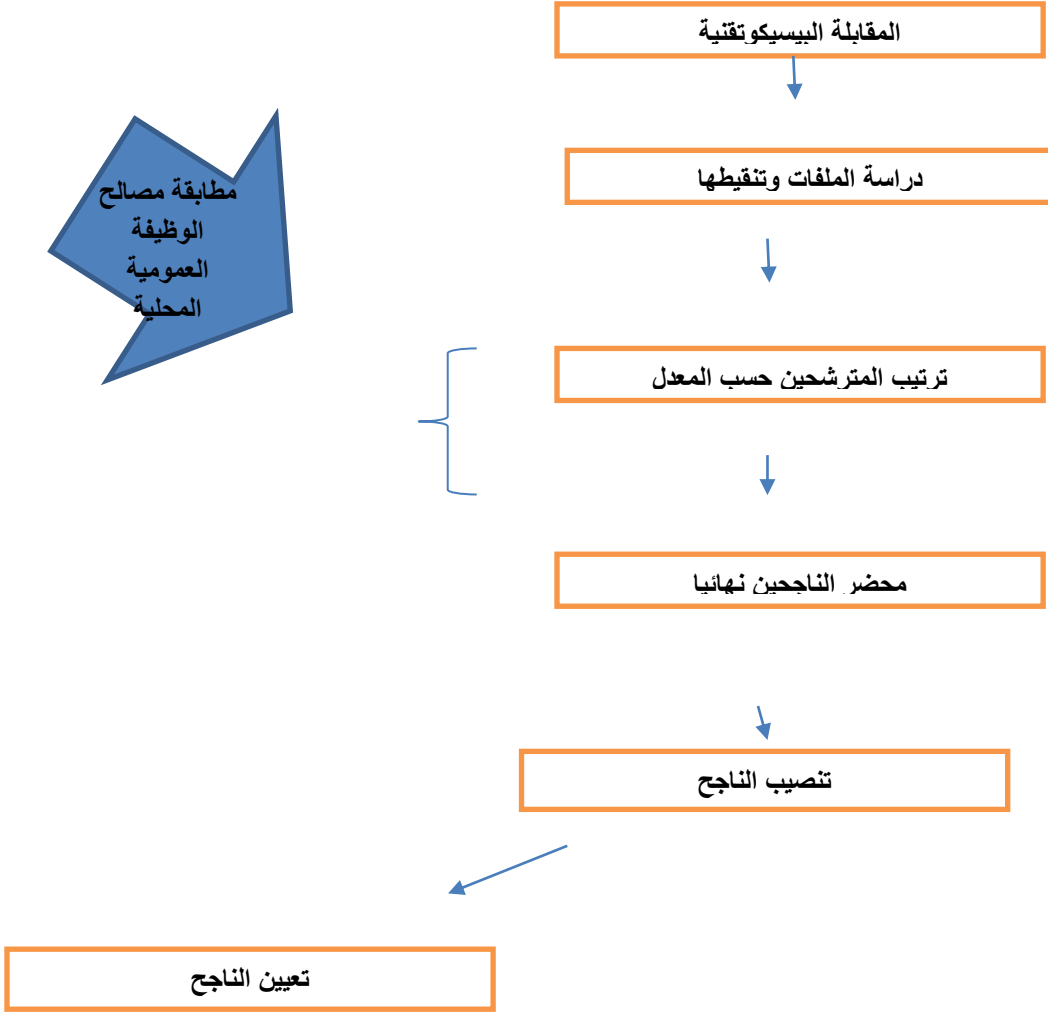 المقابلة البيسيكوتقنية
دراسة الملفات وتنقيطها
مطابقة مصالح
الوظيفة
العمومية
المحلية
ترتيب المترشحين حسب المعدل
محضر الناجحين نهائيا
تنصيب الناجح
تعيين الناجح